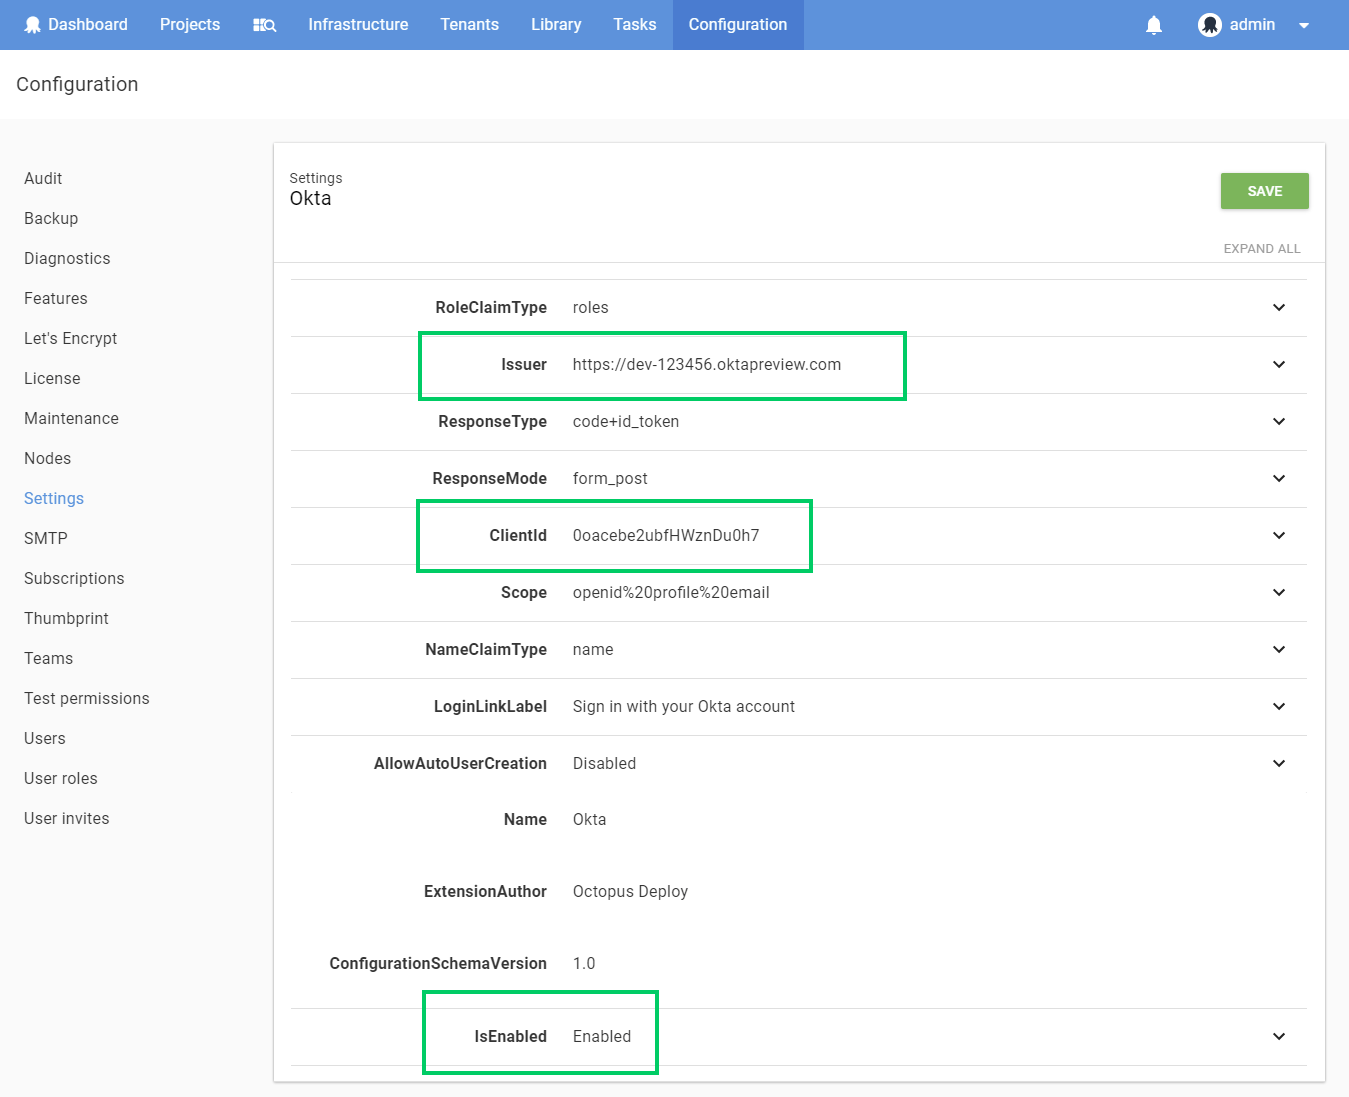 Dashboard Projects Infrastructure Tenants Library Tasks Configuration admin
Configuration
Audit
Backup
Diagnostics
Features
Let's Encrypt
License
Maintenance
Nodes
Settings
SMTP
Subscriptions
Thumbprint
Teams
Test permissions
Users
User roles
User invites
Settings
Okta
SAVE
EXPAND ALL
RoleClaimType roles
Issuer https://dev-123456.oktapreview.com
ResponseType code+id_token
ResponseMode form_post
ClientId 0oacebe2ubfHWznDu0h7
Scope openid%20profile%20email
NameClaimType name
LoginLinkLabel Sign in with your Okta account
AllowAutoUserCreation Disabled
Name Okta
ExtensionAuthor Octopus Deploy
ConfigurationSchemaVersion 1.0
IsEnabled Enabled